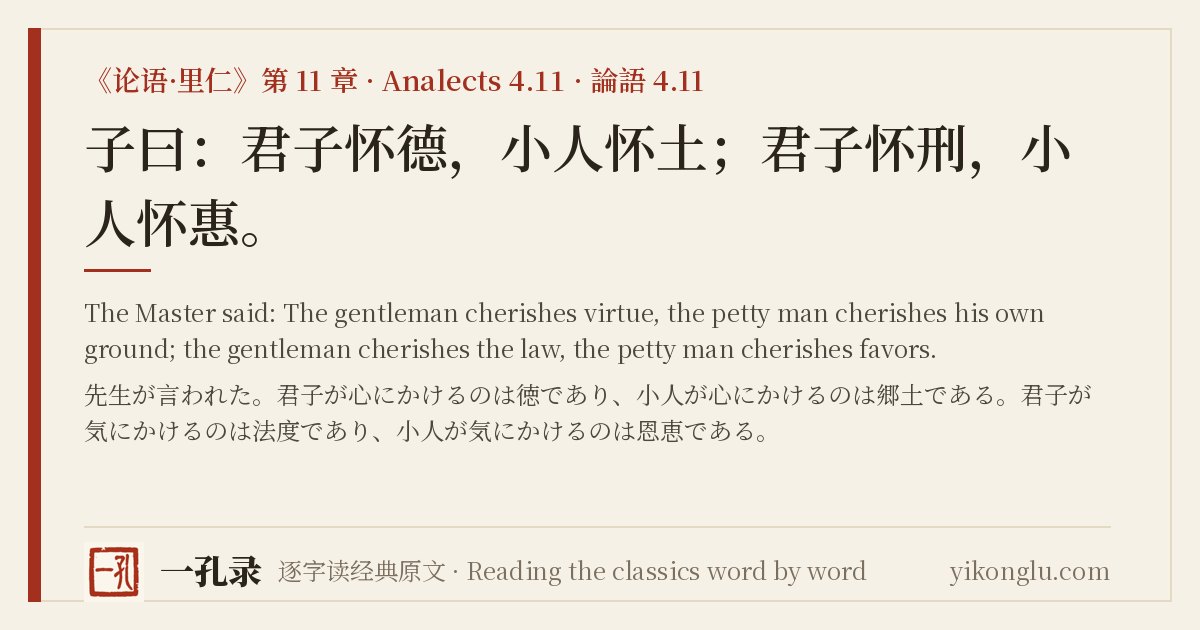 《论语·里仁》第 11 章 · Analects 4.11 · 論語 4.11
子曰：君子怀德，小人怀土；君子怀刑，小
人怀惠。
The Master said: The gentleman cherishes virtue, the petty man cherishes his own
ground; the gentleman cherishes the law, the petty man cherishes favors.
先生が言われた。君子が心にかけるのは徳であり、小人が心にかけるのは郷土である。君子が
気にかけるのは法度であり、小人が気にかけるのは恩恵である。
一孔
一孔录 逐字读经典原文 · Reading the classics word by word yikonglu.com